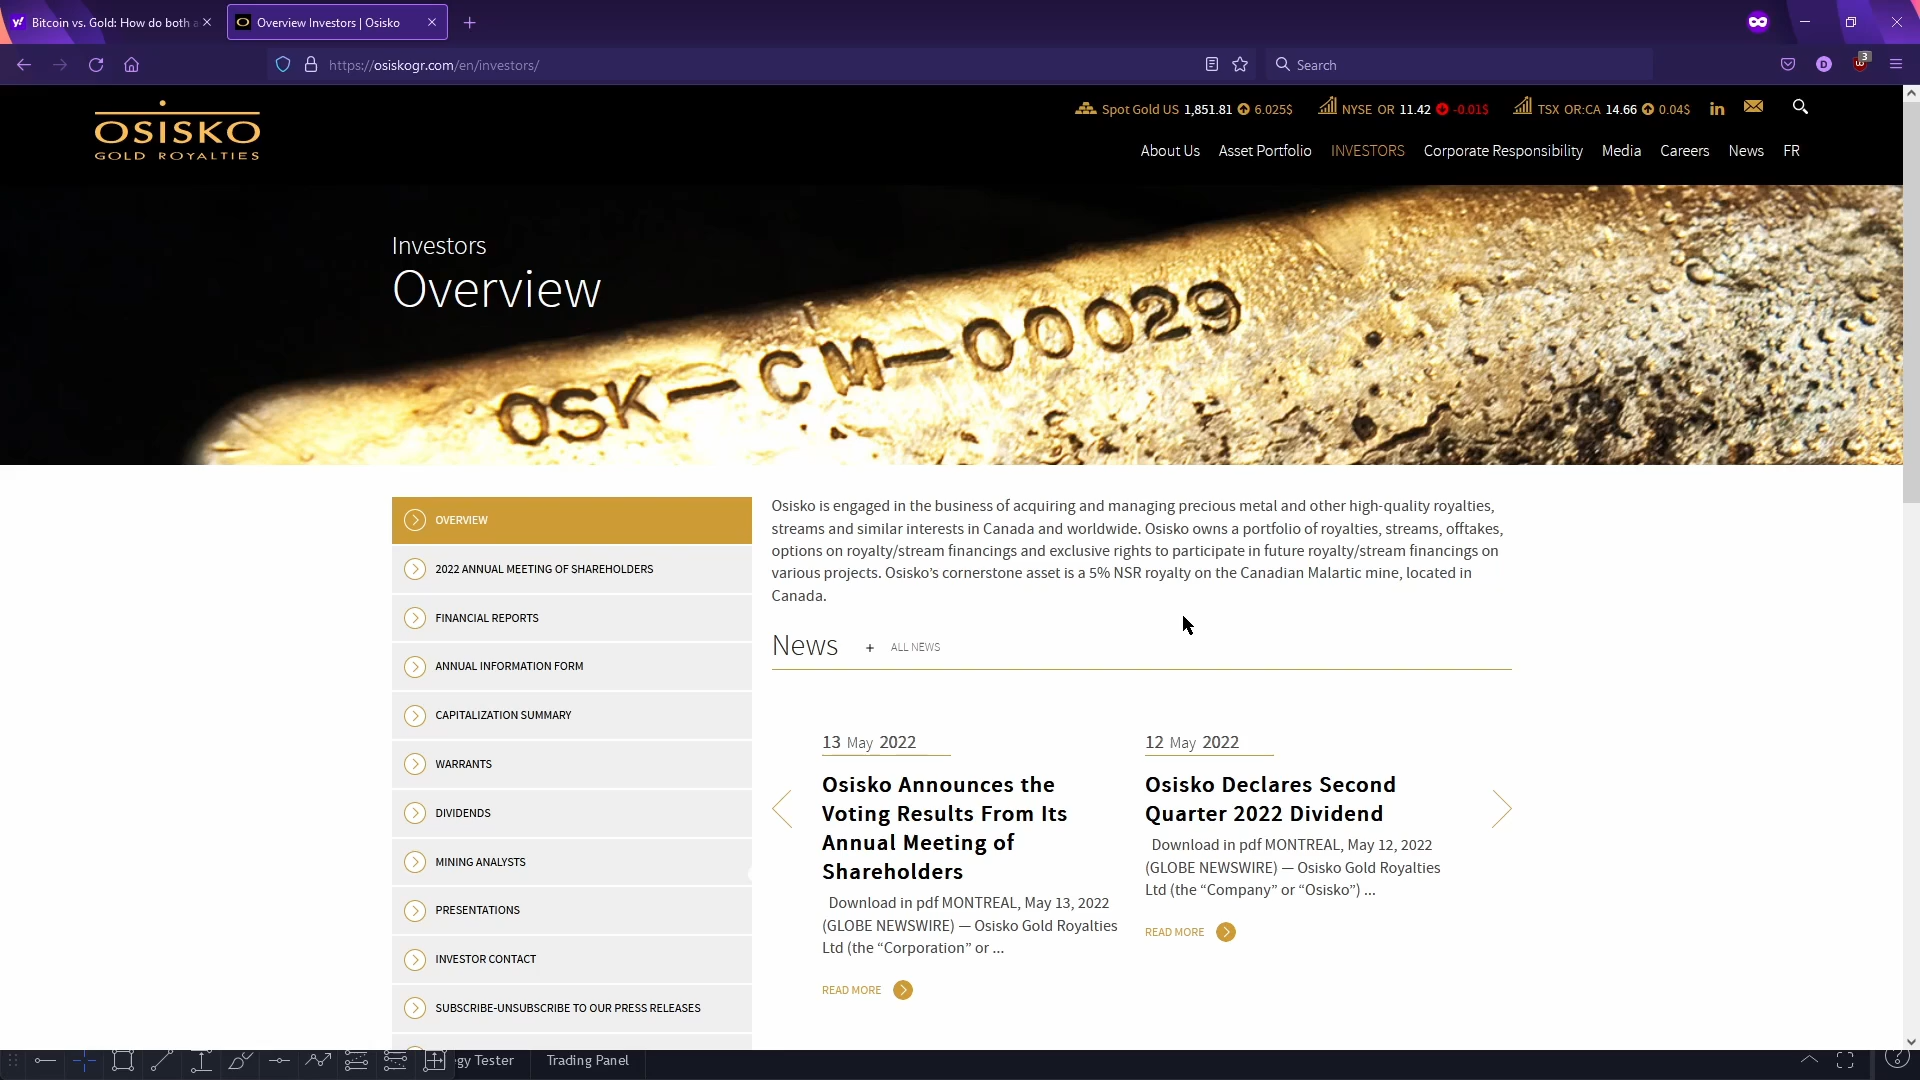 Bitcoin vs. Gold: How do both a
Overview Investors | Osisko
https://osiskogr.com/en/investors/
Search
D
3
OSISKO
GOLD ROYALTIES
Spot Gold US 1,851.81 6.025$
NYSE OR 11.42 -0.01$
TSX OR:CA 14.66 0.04$
in
About Us
Asset Portfolio
INVESTORS
Corporate Responsibility
Media
Careers
News
FR
Investors
Overview
OSK-CM-00029
OVERVIEW
2022 ANNUAL MEETING OF SHAREHOLDERS
FINANCIAL REPORTS
ANNUAL INFORMATION FORM
CAPITALIZATION SUMMARY
WARRANTS
DIVIDENDS
MINING ANALYSTS
PRESENTATIONS
INVESTOR CONTACT
SUBSCRIBE-UNSUBSCRIBE TO OUR PRESS RELEASES
Osisko is engaged in the business of acquiring and managing precious metal and other high-quality royalties,
streams and similar interests in Canada and worldwide. Osisko owns a portfolio of royalties, streams, offtakes,
options on royalty/stream financings and exclusive rights to participate in future royalty/stream financings on
various projects. Osisko’s cornerstone asset is a 5% NSR royalty on the Canadian Malartic mine, located in
Canada.
News + ALL NEWS
13 May 2022
Osisko Announces the
Voting Results From Its
Annual Meeting of
Shareholders
Download in pdf MONTREAL, May 13, 2022
(GLOBE NEWSWIRE) — Osisko Gold Royalties
Ltd (the “Corporation” or ...
READ MORE
12 May 2022
Osisko Declares Second
Quarter 2022 Dividend
Download in pdf MONTREAL, May 12, 2022
(GLOBE NEWSWIRE) — Osisko Gold Royalties
Ltd (the “Company” or “Osisko”) ...
READ MORE
egy Tester
Trading Panel